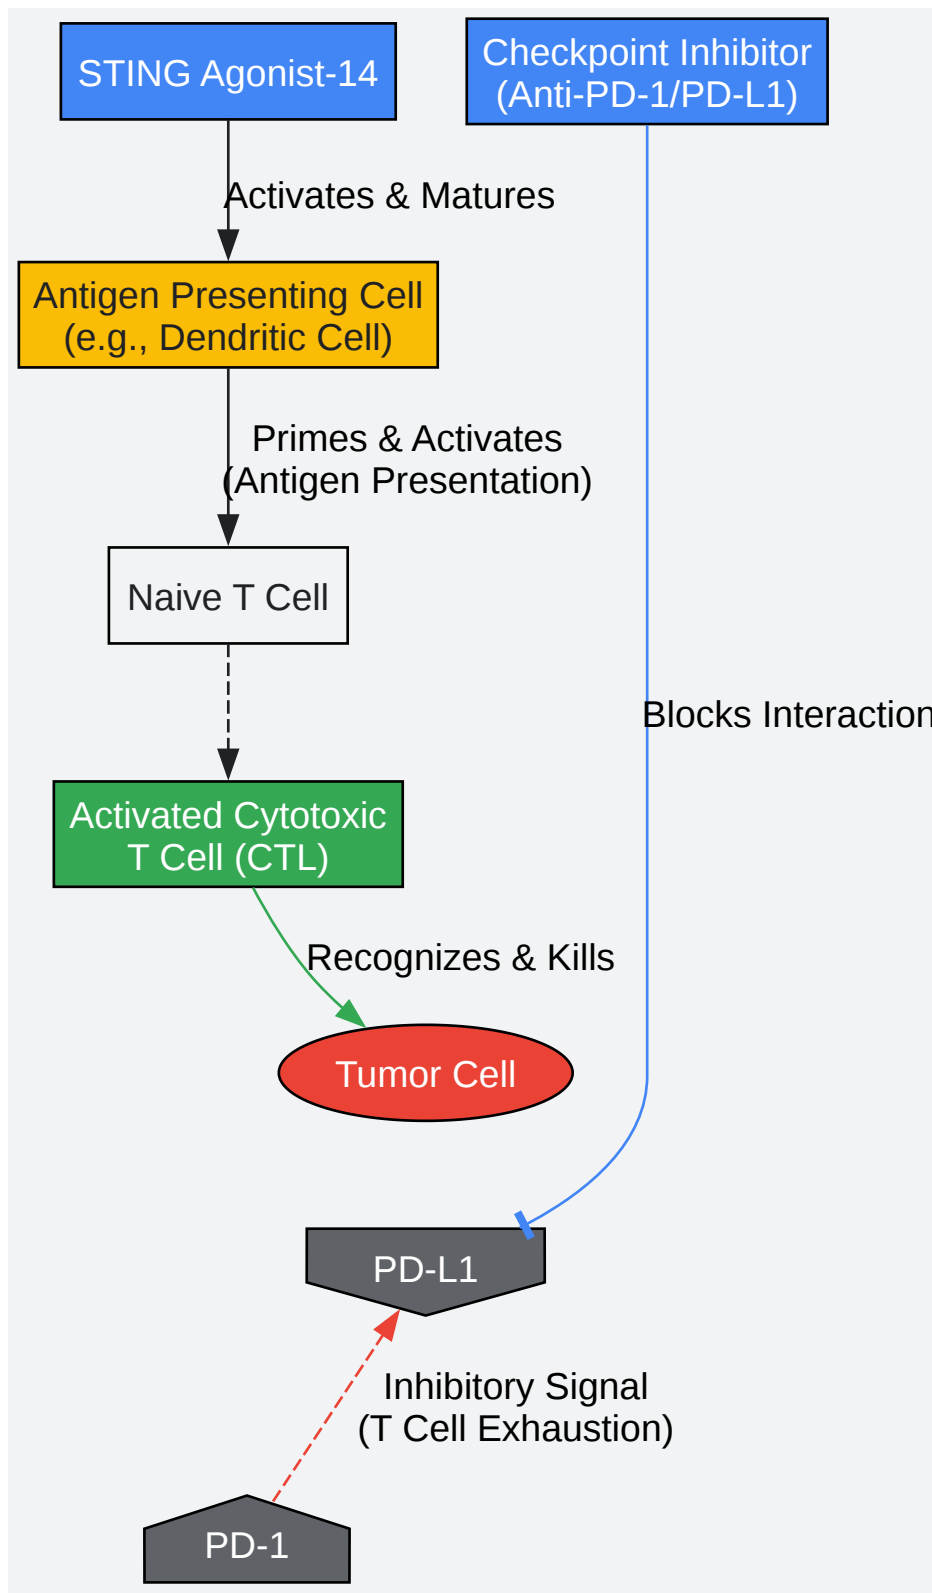 STING Agonist-14
Checkpoint Inhibitor
(Anti-PD-1/PD-L1)
Activates & Matures
Antigen Presenting Cell
(e.g., Dendritic Cell)
Primes & Activates
(Antigen Presentation)
Naive T Cell
Blocks Interaction
Activated Cytotoxic
T Cell (CTL)
Recognizes & Kills
Tumor Cell
PD-L1
Inhibitory Signal
(T Cell Exhaustion)
PD-1